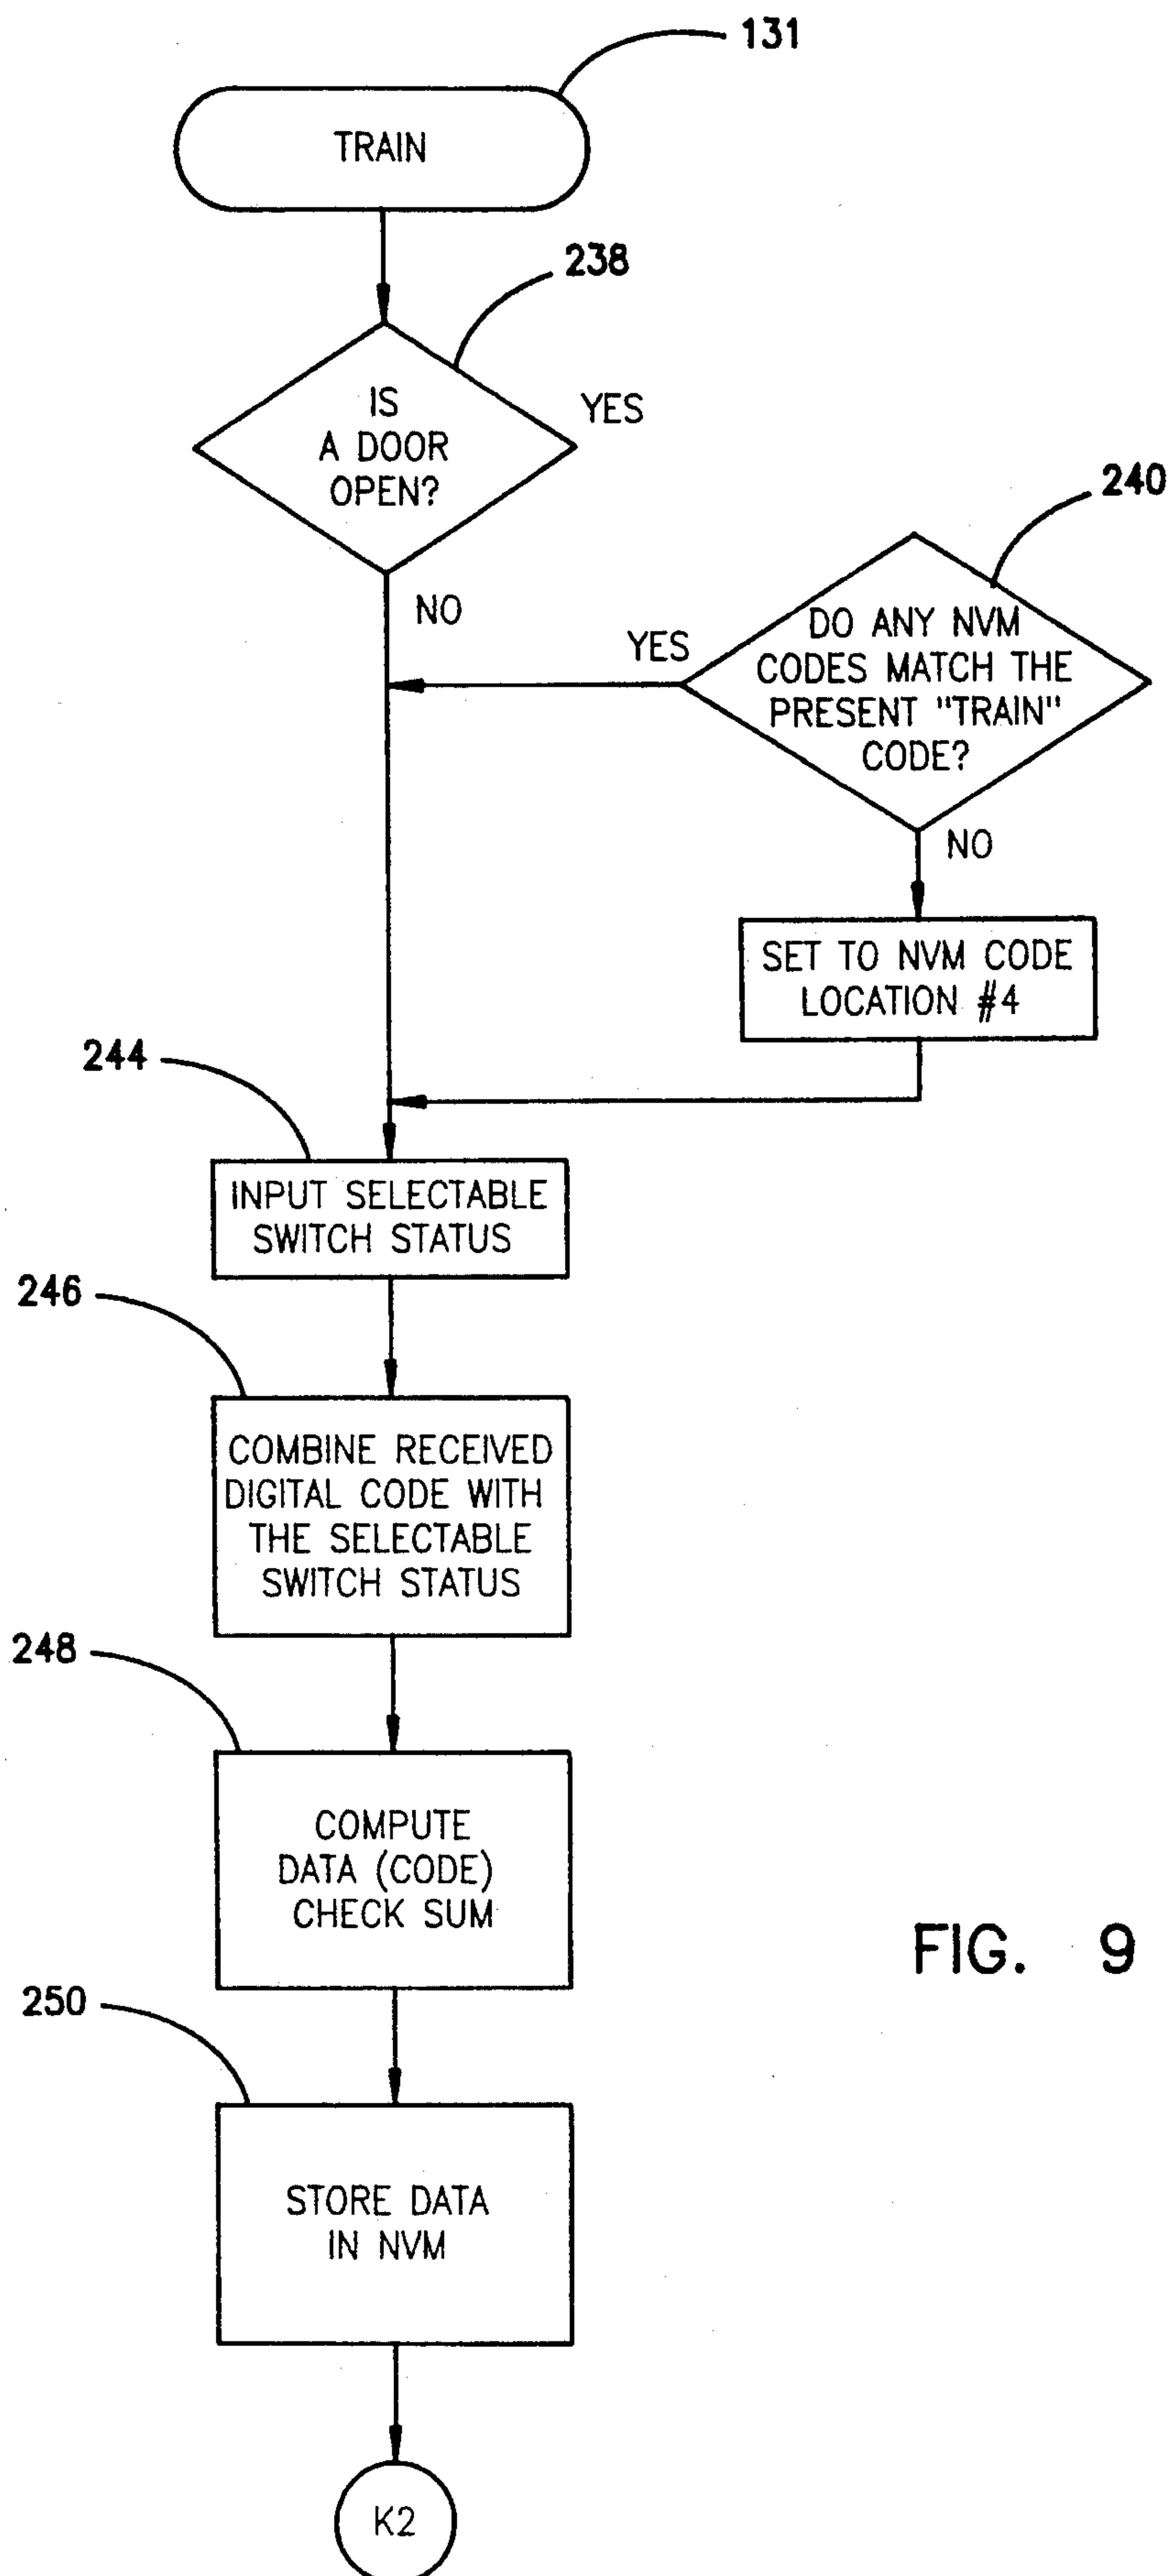 131
TRAIN
238
IS
A DOOR
OPEN?
YES
NO
240
DO ANY NVM
CODES MATCH THE
PRESENT "TRAIN"
CODE?
YES
NO
SET TO NVM CODE
LOCATION #4
244
INPUT SELECTABLE
SWITCH STATUS
246
COMBINE RECEIVED
DIGITAL CODE WITH
THE SELECTABLE
SWITCH STATUS
248
COMPUTE
DATA (CODE)
CHECK SUM
FIG. 9
250
STORE DATA
IN NVM
K2